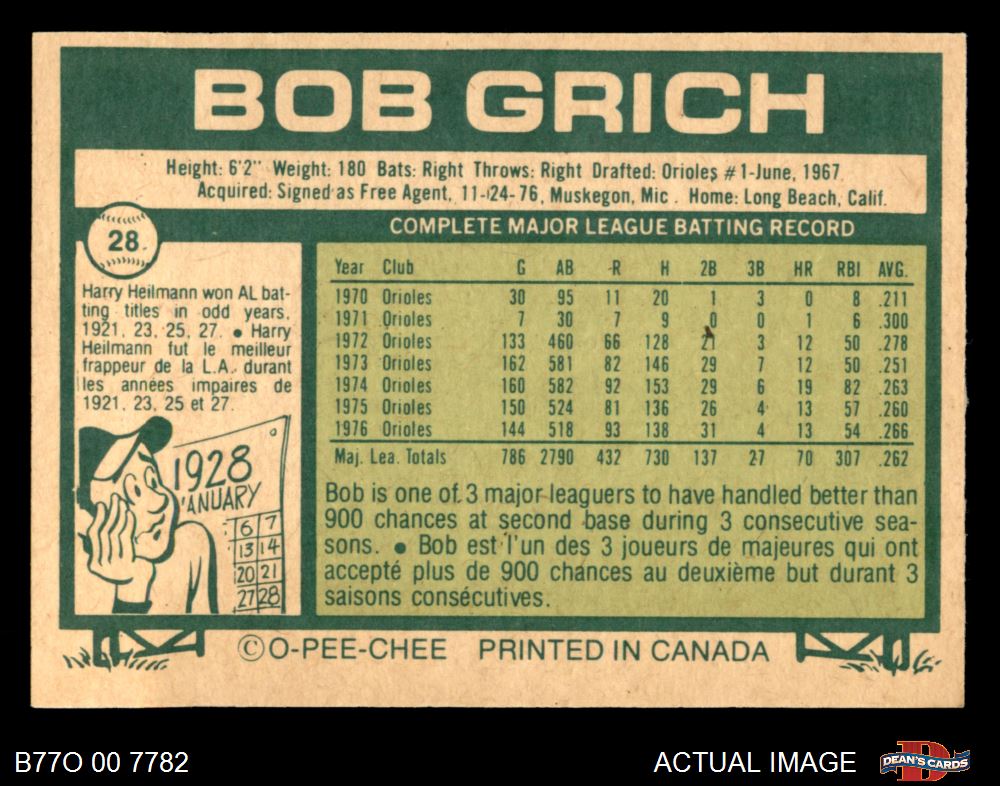 BOB GRICH
Height: 6'2" Weight: 180 Bats: Right Throws: Right Drafted: Orioles #1-June, 1967
Acquired: Signed as Free Agent, 11-24-76, Muskegon, Mic . Home: Long Beach, Calif.
28
Harry Heilmann won AL bat-
ting titles in odd years,
1921, 23, 25, 27. ● Harry
Heilmann fut le meilleur
frappeur de la L.A. durant
les années impaires de
1921, 23, 25 et 27.
1928
'ANUARY
6 7
13 14
20 21
27 28
COMPLETE MAJOR LEAGUE BATTING RECORD
Year Club G AB R H 2B 3B HR RBI AVG.
1970 Orioles 30 95 11 20 1 3 0 8 .211
1971 Orioles 7 30 7 9 0 0 1 6 .300
1972 Orioles 133 460 66 128 21 3 12 50 .278
1973 Orioles 162 581 82 146 29 7 12 50 .251
1974 Orioles 160 582 92 153 29 6 19 82 .263
1975 Orioles 150 524 81 136 26 4 13 57 .260
1976 Orioles 144 518 93 138 31 4 13 54 .266
Maj. Lea. Totals 786 2790 432 730 137 27 70 307 .262
Bob is one of 3 major leaguers to have handled better than
900 chances at second base during 3 consecutive sea-
sons. ● Bob est l'un des 3 joueurs de majeures qui ont
accepté plus de 900 chances au deuxième but durant 3
saisons consécutives.
©O-PEE-CHEE PRINTED IN CANADA
B77O 00 7782
ACTUAL IMAGE
D
DEAN'S CARDS